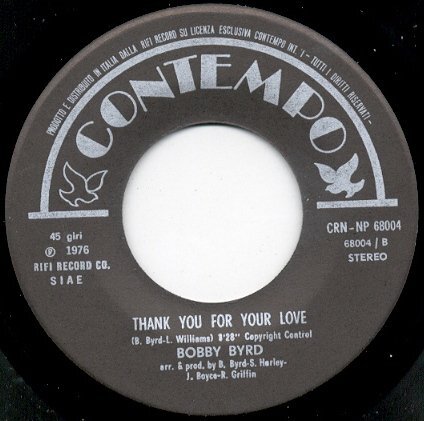 PRODOTTO E DISTRIBUITO IN ITALIA DALLA RIFI RECORD SU LICENZA ESCLUSIVA CONTEMPO INT. - TUTTI I DIRITTI RISERVATI -
CONTEMPO
45 giri
℗ 1976
RIFI RECORD CO.
S I A E
CRN-NP 68004
68004 / B
STEREO
THANK YOU FOR YOUR LOVE
(B. Byrd-L. Williams) 3'28" Copyright Control
BOBBY BYRD
arr. & prod. by B. Byrd-S. Harley-
J. Boyce-R. Griffin